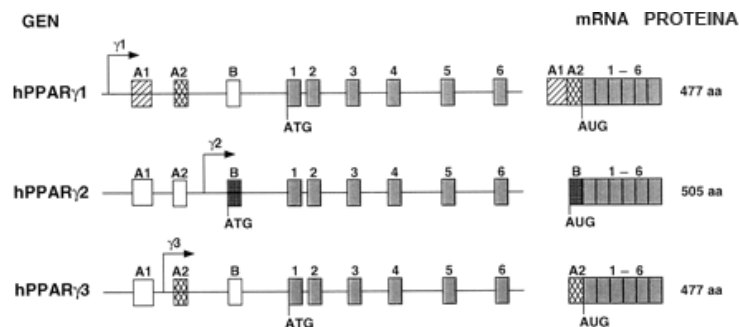 GEN mRNA PROTEINA
γ1
A1 A2 B 1 2 3 4 5 6 A1 A2 1 – 6
hPPARγ1 477 aa
ATG AUG
γ2
A1 A2 B 1 2 3 4 5 6 B 1 – 6
hPPARγ2 505 aa
ATG ATG AUG
γ3
A1 A2 B 1 2 3 4 5 6 A2 1 – 6
hPPARγ3 477 aa
ATG AUG